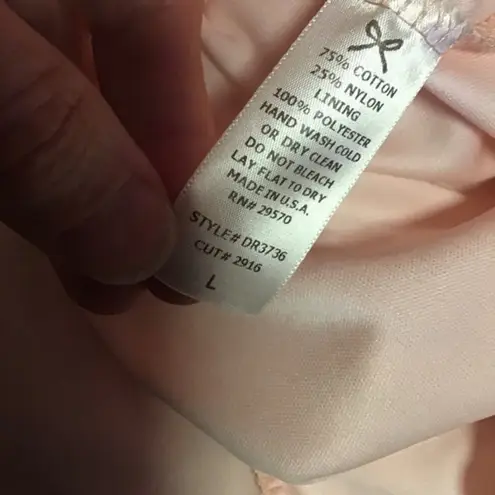 75% COTTON
25% NYLON
LINING
100% POLYESTER
HAND WASH COLD
OR DRY CLEAN
DO NOT BLEACH
LAY FLAT TO DRY
MADE IN U.S.A.
RN# 29570
STYLE# DR3736
CUT# 2916
L